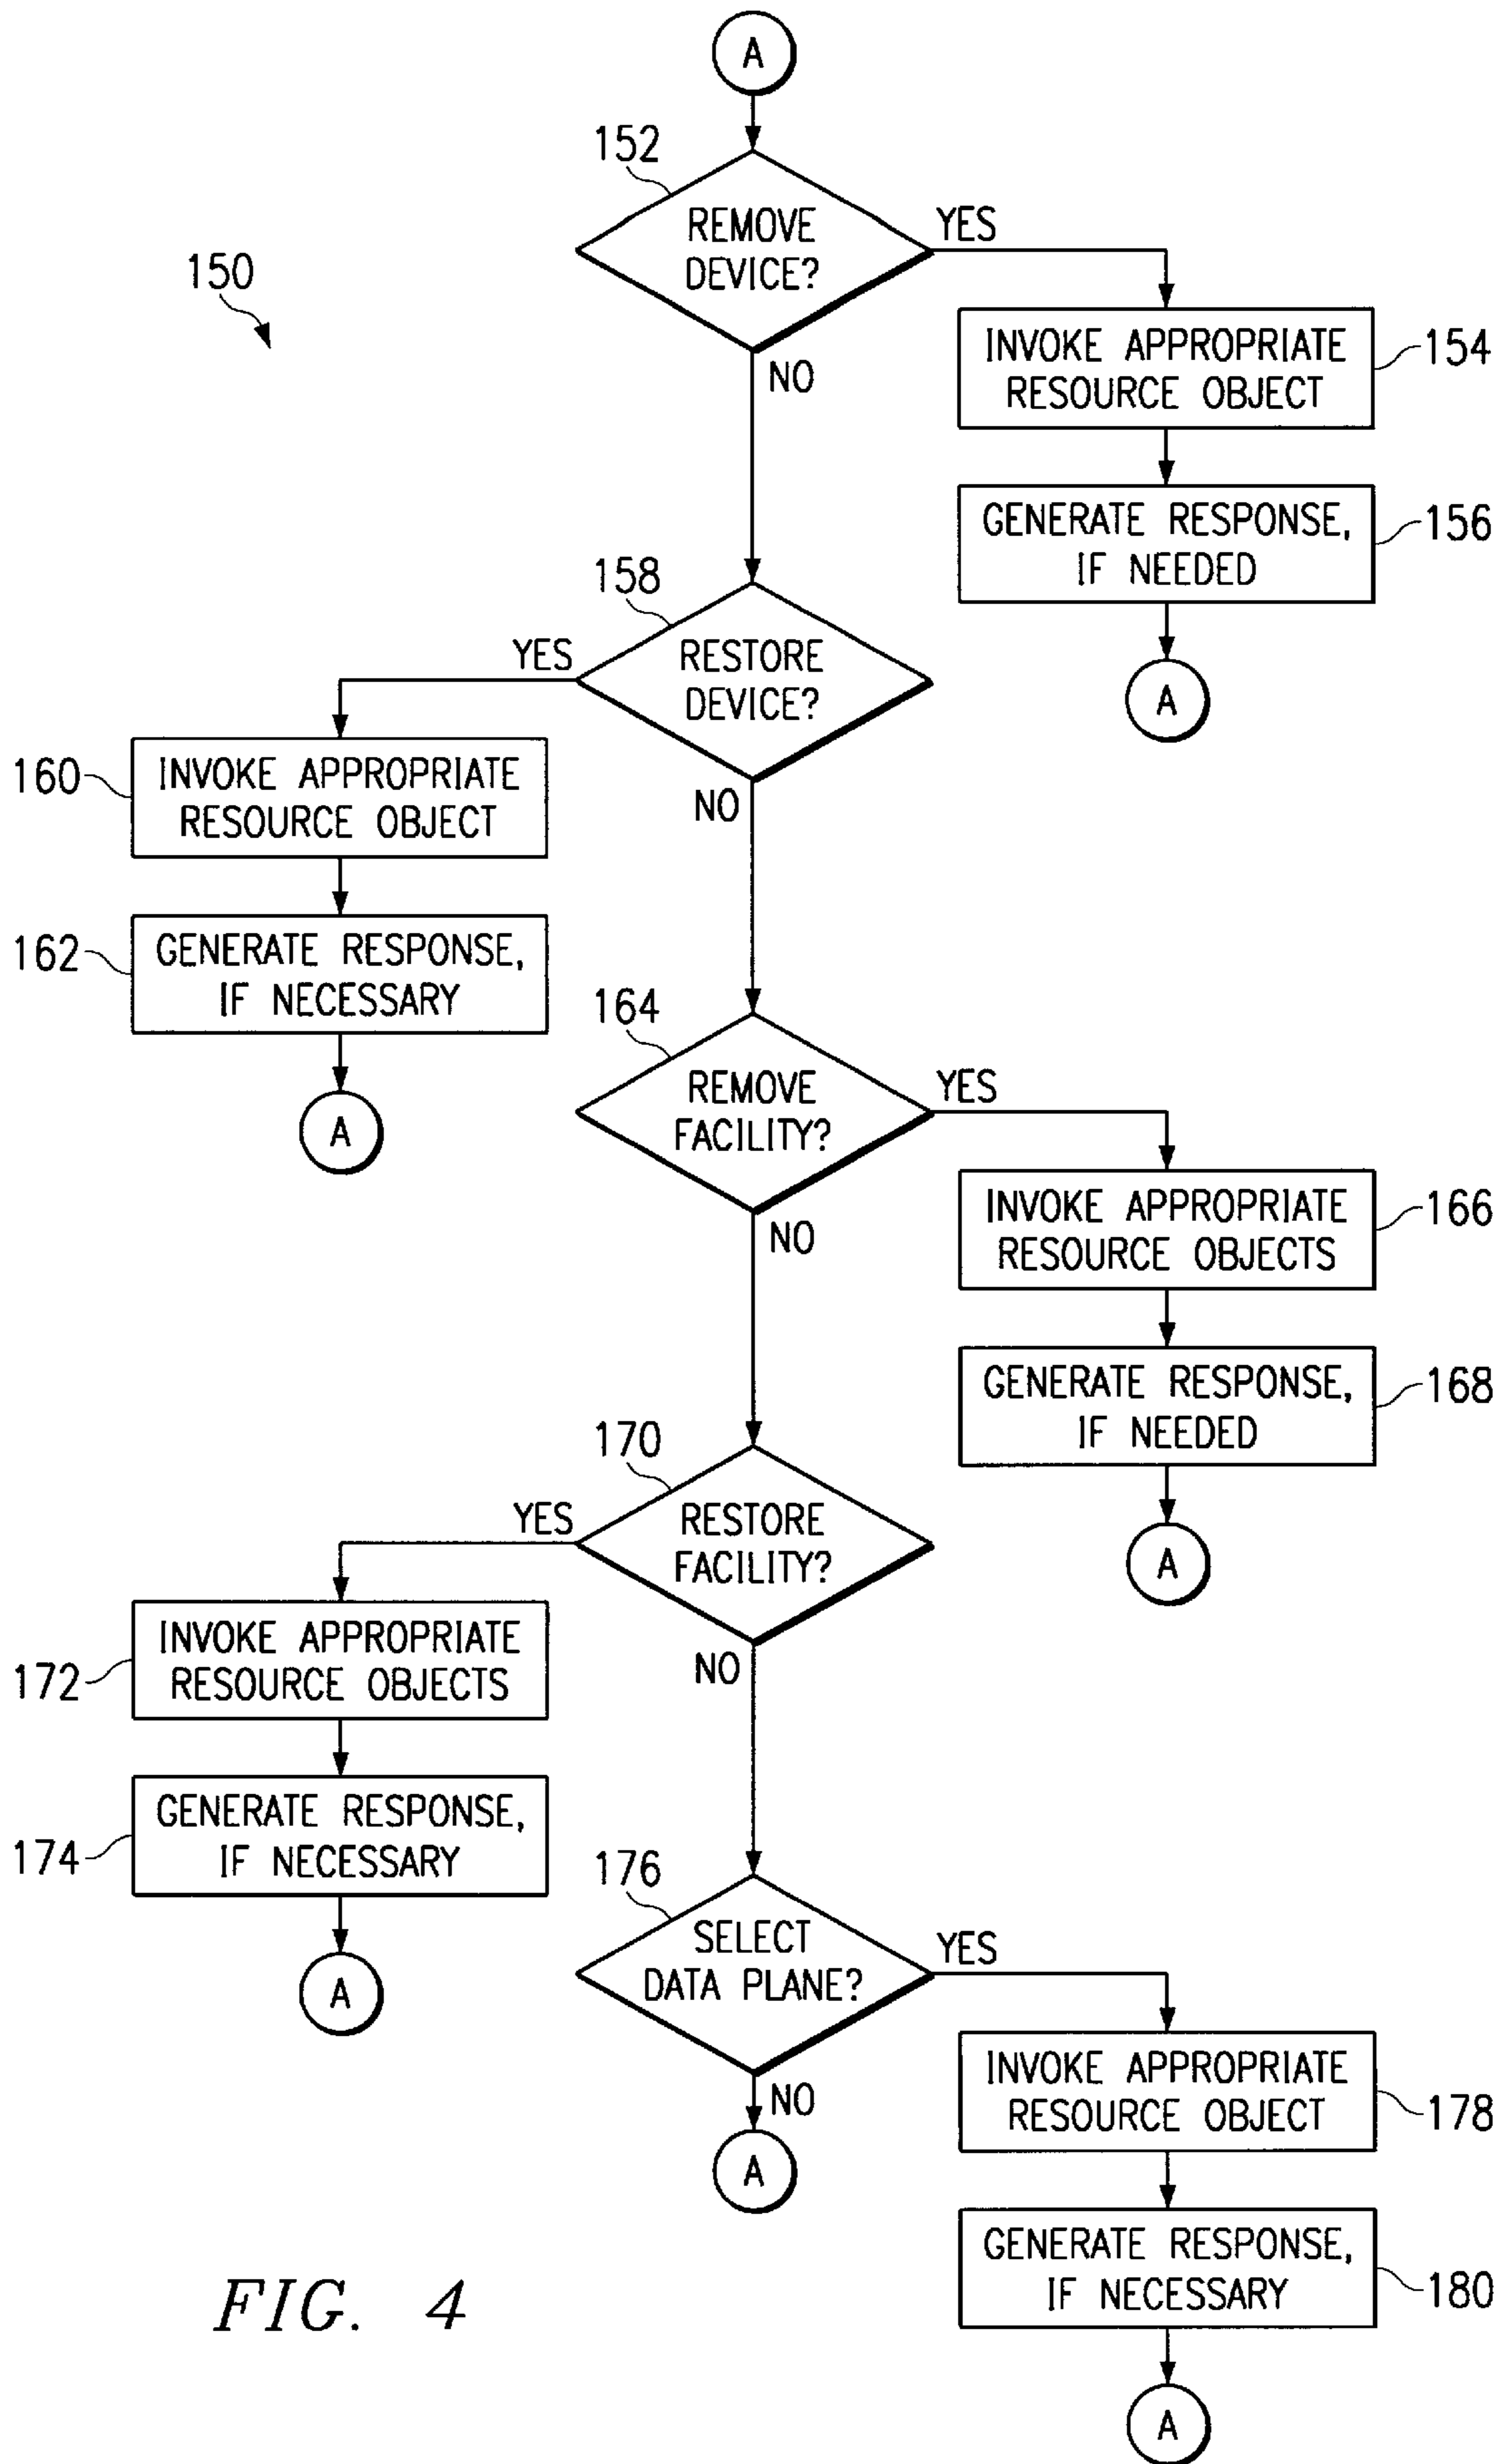 A
152
REMOVE
DEVICE?
YES
NO
150
INVOKE APPROPRIATE
RESOURCE OBJECT
154
GENERATE RESPONSE,
IF NEEDED
156
A
158
RESTORE
DEVICE?
YES
NO
160
INVOKE APPROPRIATE
RESOURCE OBJECT
162
GENERATE RESPONSE,
IF NECESSARY
A
164
REMOVE
FACILITY?
YES
NO
INVOKE APPROPRIATE
RESOURCE OBJECTS
166
GENERATE RESPONSE,
IF NEEDED
168
A
170
RESTORE
FACILITY?
YES
NO
INVOKE APPROPRIATE
RESOURCE OBJECTS
172
GENERATE RESPONSE,
IF NECESSARY
174
A
176
SELECT
DATA PLANE?
YES
NO
A
INVOKE APPROPRIATE
RESOURCE OBJECT
178
GENERATE RESPONSE,
IF NECESSARY
180
A
FIG. 4